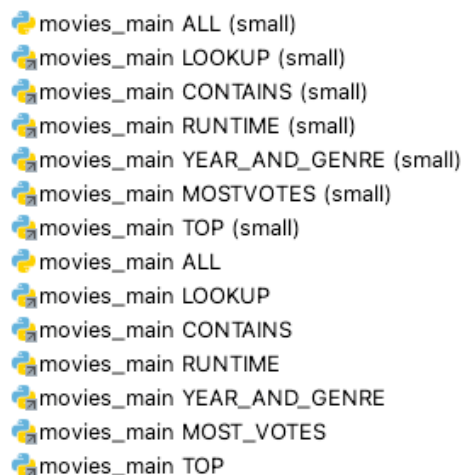 movies_main ALL (small)
movies_main LOOKUP (small)
movies_main CONTAINS (small)
movies_main RUNTIME (small)
movies_main YEAR_AND_GENRE (small)
movies_main MOSTVOTES (small)
movies_main TOP (small)
movies_main ALL
movies_main LOOKUP
movies_main CONTAINS
movies_main RUNTIME
movies_main YEAR_AND_GENRE
movies_main MOST_VOTES
movies_main TOP